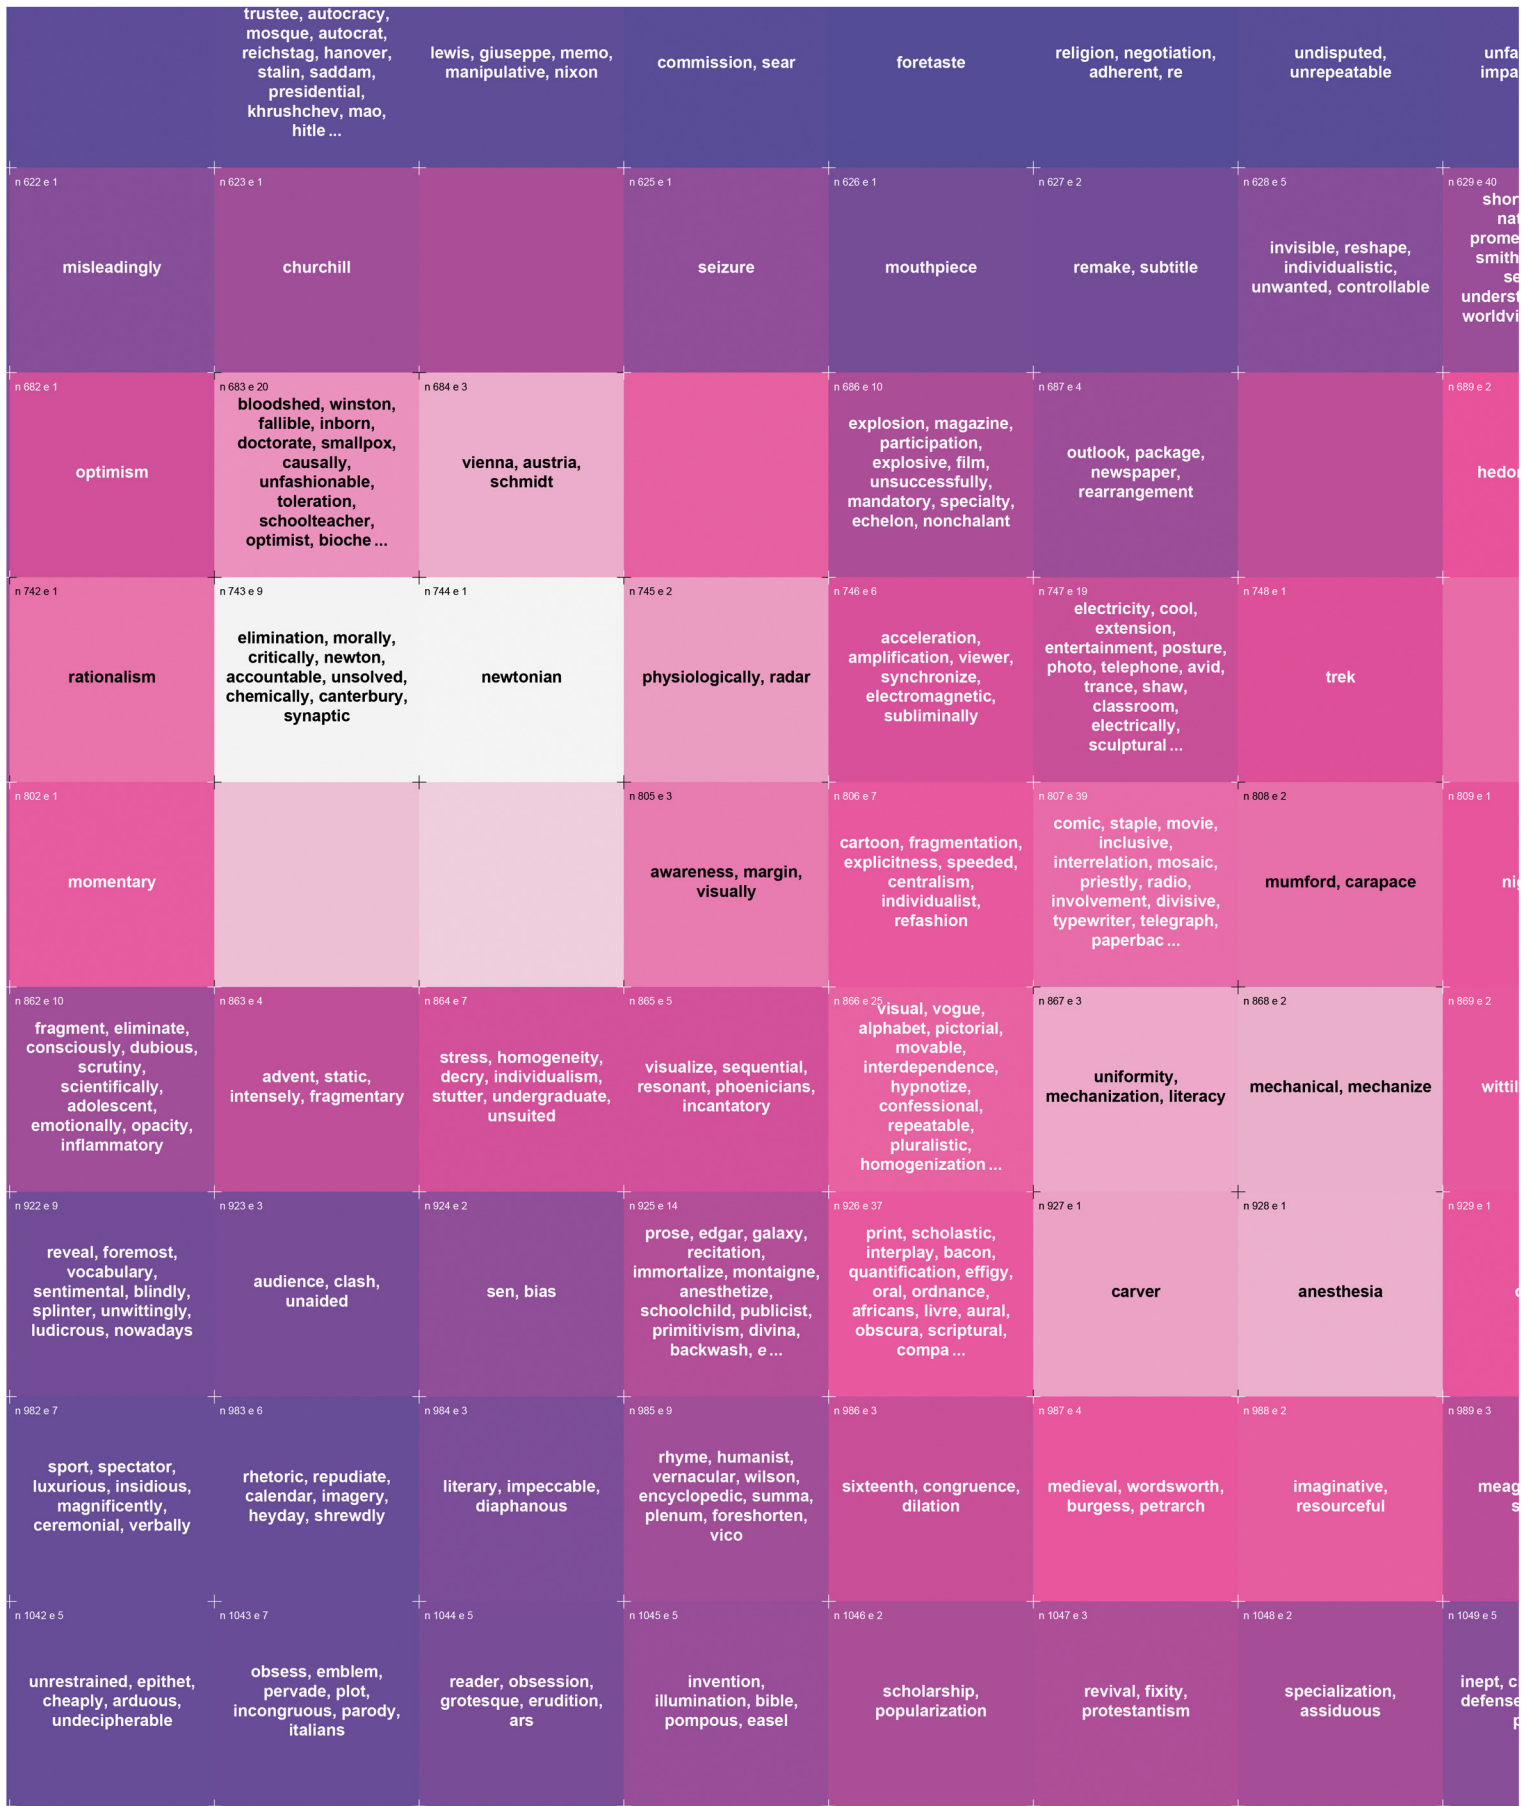 trustee, autocracy,
mosque, autocrat,
reichstag, hanover,
stalin, saddam,
presidential,
khrushchev, mao,
hitle ...
lewis, giuseppe, memo,
manipulative, nixon
commission, sear
foretaste
religion, negotiation,
adherent, re
undisputed,
unrepeatable
unfa
impa
n 622 e 1
misleadingly
n 623 e 1
churchill
n 625 e 1
seizure
n 626 e 1
mouthpiece
n 627 e 2
remake, subtitle
n 628 e 5
invisible, reshape,
individualistic,
unwanted, controllable
n 629 e 40
shor
nat
prome
smith
se
underst
worldvi
n 682 e 1
optimism
n 683 e 20
bloodshed, winston,
fallible, inborn,
doctorate, smallpox,
causally,
unfashionable,
toleration,
schoolteacher,
optimist, bioche ...
n 684 e 3
vienna, austria,
schmidt
n 686 e 10
explosion, magazine,
participation,
explosive, film,
unsuccessfully,
mandatory, specialty,
echelon, nonchalant
n 687 e 4
outlook, package,
newspaper,
rearrangement
n 689 e 2
hedo
n 742 e 1
rationalism
n 743 e 9
elimination, morally,
critically, newton,
accountable, unsolved,
chemically, canterbury,
synaptic
n 744 e 1
newtonian
n 745 e 2
physiologically, radar
n 746 e 6
acceleration,
amplification, viewer,
synchronize,
electromagnetic,
subliminally
n 747 e 19
electricity, cool,
extension,
entertainment, posture,
photo, telephone, avid,
trance, shaw,
classroom,
electrically,
sculptural ...
n 748 e 1
trek
n 802 e 1
momentary
n 805 e 3
awareness, margin,
visually
n 806 e 7
cartoon, fragmentation,
explicitness, speeded,
centralism,
individualist,
refashion
n 807 e 39
comic, staple, movie,
inclusive,
interrelation, mosaic,
priestly, radio,
involvement, divisive,
typewriter, telegraph,
paperbac ...
n 808 e 2
mumford, carapace
n 809 e 1
ni
n 862 e 10
fragment, eliminate,
consciously, dubious,
scrutiny,
scientifically,
adolescent,
emotionally, opacity,
inflammatory
n 863 e 4
advent, static,
intensely, fragmentary
n 864 e 7
stress, homogeneity,
decry, individualism,
stutter, undergraduate,
unsuited
n 865 e 5
visualize, sequential,
resonant, phoenicians,
incantatory
n 866 e 25
visual, vogue,
alphabet, pictorial,
movable,
interdependence,
hypnotize,
confessional,
repeatable,
pluralistic,
homogenization ...
n 867 e 3
uniformity,
mechanization, literacy
n 868 e 2
mechanical, mechanize
n 869 e 2
wittil
n 922 e 9
reveal, foremost,
vocabulary,
sentimental, blindly,
splinter, unwittingly,
ludicrous, nowadays
n 923 e 3
audience, clash,
unaided
n 924 e 2
sen, bias
n 925 e 14
prose, edgar, galaxy,
recitation,
immortalize, montaigne,
anesthetize,
schoolchild, publicist,
primitivism, divina,
backwash, e ...
n 926 e 37
print, scholastic,
interplay, bacon,
quantification, effigy,
oral, ordnance,
africans, livre, aural,
obscura, scriptural,
compa ...
n 927 e 1
carver
n 928 e 1
anesthesia
n 929 e 1
n 982 e 7
sport, spectator,
luxurious, insidious,
magnificently,
ceremonial, verbally
n 983 e 6
rhetoric, repudiate,
calendar, imagery,
heyday, shrewdly
n 984 e 3
literary, impeccable,
diaphanous
n 985 e 9
rhyme, humanist,
vernacular, wilson,
encyclopedic, summa,
plenum, foreshorten,
vico
n 986 e 3
sixteenth, congruence,
dilation
n 987 e 4
medieval, wordsworth,
burgess, petrarch
n 988 e 2
imaginative,
resourceful
n 989 e 3
meag
s
n 1042 e 5
unrestrained, epithet,
cheaply, arduous,
undecipherable
n 1043 e 7
obsess, emblem,
pervade, plot,
incongruous, parody,
italians
n 1044 e 5
reader, obsession,
grotesque, erudition,
ars
n 1045 e 5
invention,
illumination, bible,
pompous, easel
n 1046 e 2
scholarship,
popularization
n 1047 e 3
revival, fixity,
protestantism
n 1048 e 2
specialization,
assiduous
n 1049 e 5
inept, c
defense
p